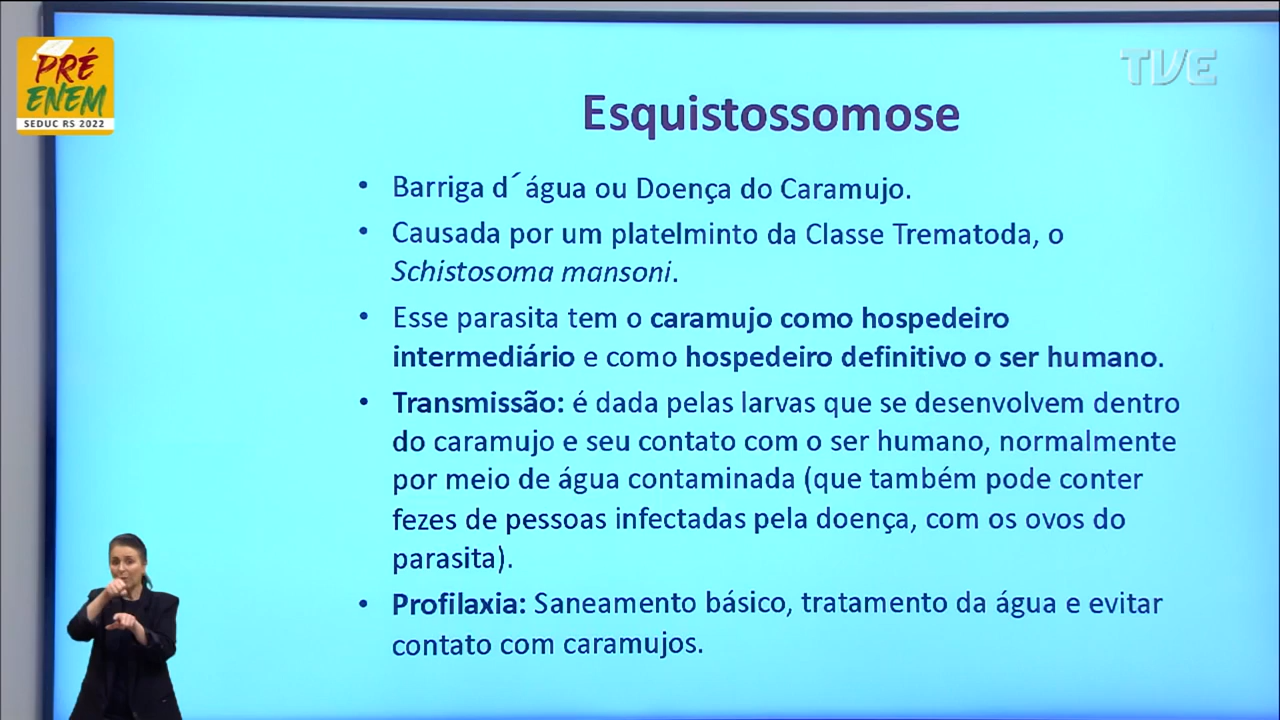 PRÉ
ENEM
SEDUC RS 2022
TVE
Esquistossomose
• Barriga d´água ou Doença do Caramujo.
• Causada por um platelminto da Classe Trematoda, o
Schistosoma mansoni.
• Esse parasita tem o caramujo como hospedeiro
intermediário e como hospedeiro definitivo o ser humano.
• Transmissão: é dada pelas larvas que se desenvolvem dentro
do caramujo e seu contato com o ser humano, normalmente
por meio de água contaminada (que também pode conter
fezes de pessoas infectadas pela doença, com os ovos do
parasita).
• Profilaxia: Saneamento básico, tratamento da água e evitar
contato com caramujos.